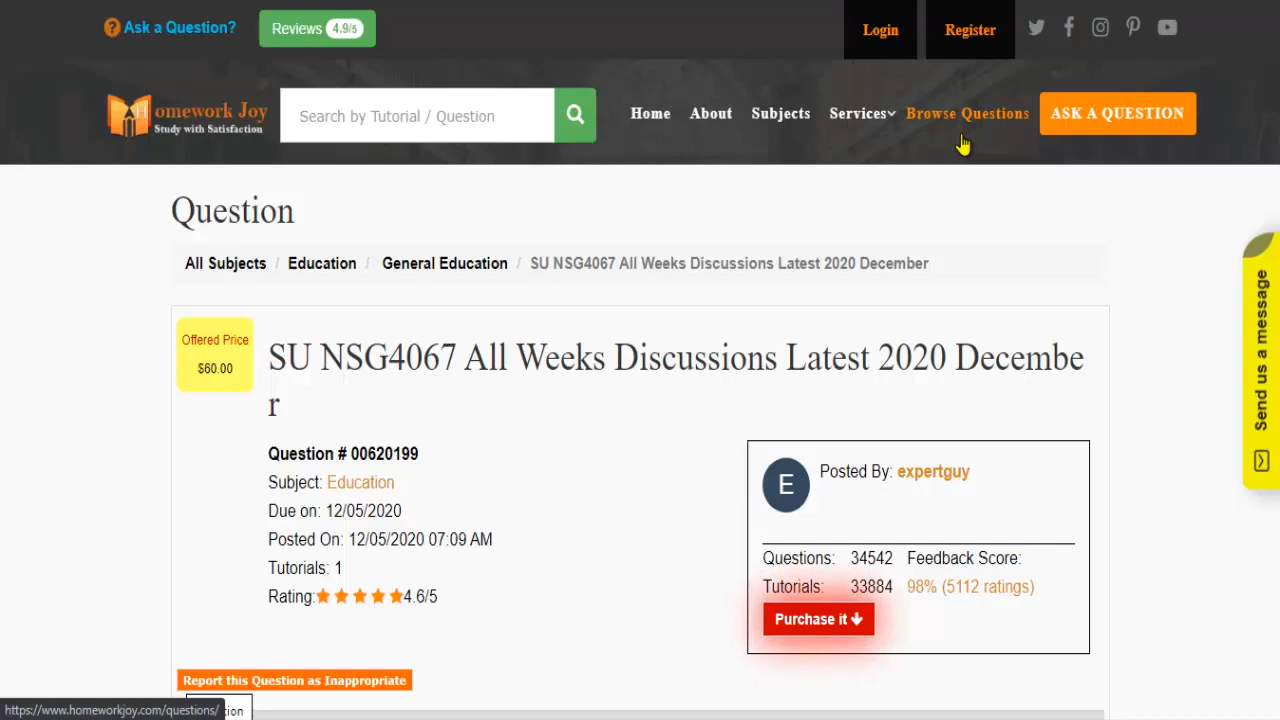 Ask a Question?
Reviews 4.9/5
Login
Register
Homework Joy
Study with Satisfaction
Search by Tutorial / Question
Home
About
Subjects
Services
Browse Questions
ASK A QUESTION
Question
All Subjects / Education / General Education / SU NSG4067 All Weeks Discussions Latest 2020 December
Offered Price
$60.00
SU NSG4067 All Weeks Discussions Latest 2020 Decembe
r
Question # 00620199
Subject: Education
Due on: 12/05/2020
Posted On: 12/05/2020 07:09 AM
Tutorials: 1
Rating: 4.6/5
E
Posted By: expertguy
Questions: 34542 Feedback Score:
Tutorials: 33884 98% (5112 ratings)
Purchase it
Report this Question as Inappropriate
Send us a message
https://www.homeworkjoy.com/questions/